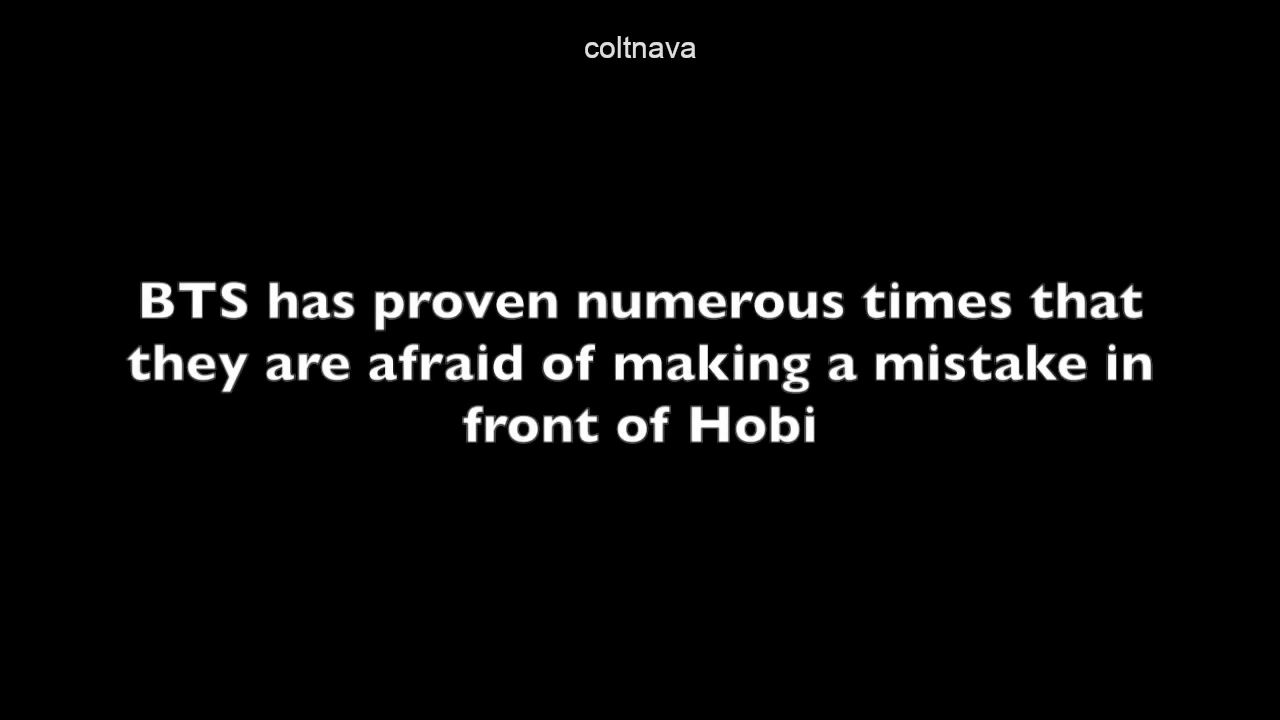 coltnava
BTS has proven numerous times that
they are afraid of making a mistake in
front of Hobi